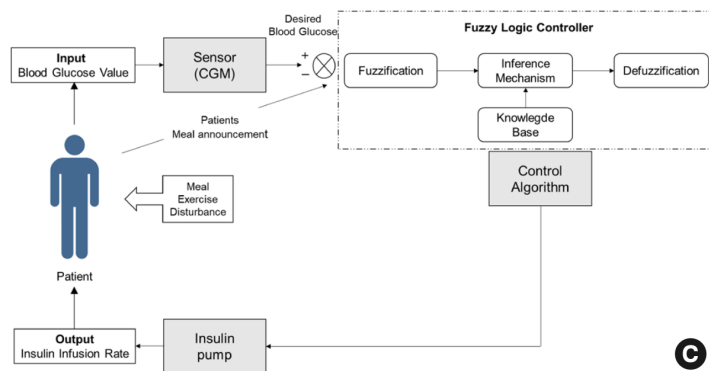 Desired
Blood Glucose
Fuzzy Logic Controller
Input
Blood Glucose Value
Sensor
(CGM)
+
−
Fuzzification
Inference
Mechanism
Defuzzification
Knowlegde
Base
Patients
Meal announcement
Control
Algorithm
Meal
Exercise
Disturbance
Patient
Output
Insulin Infusion Rate
Insulin
pump
C